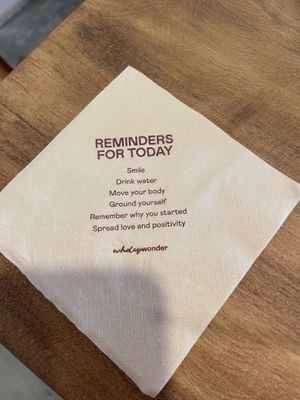 REMINDERS
FOR TODAY
Smile
Drink water
Move your body
Ground yourself
Remember why you started
Spread love and positivity
wholeywonder